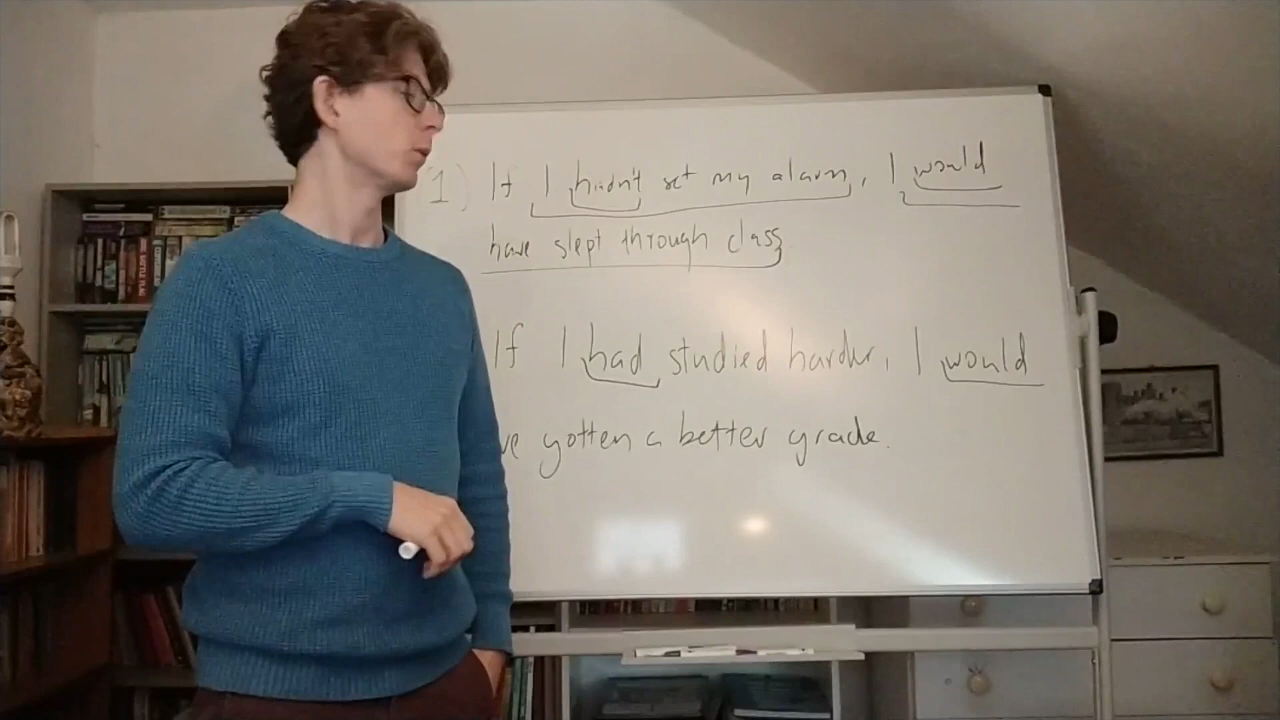 1) If I hadn't set my alarm, I would
have slept through class
If I had studied harder, I would
ve gotten a better grade.